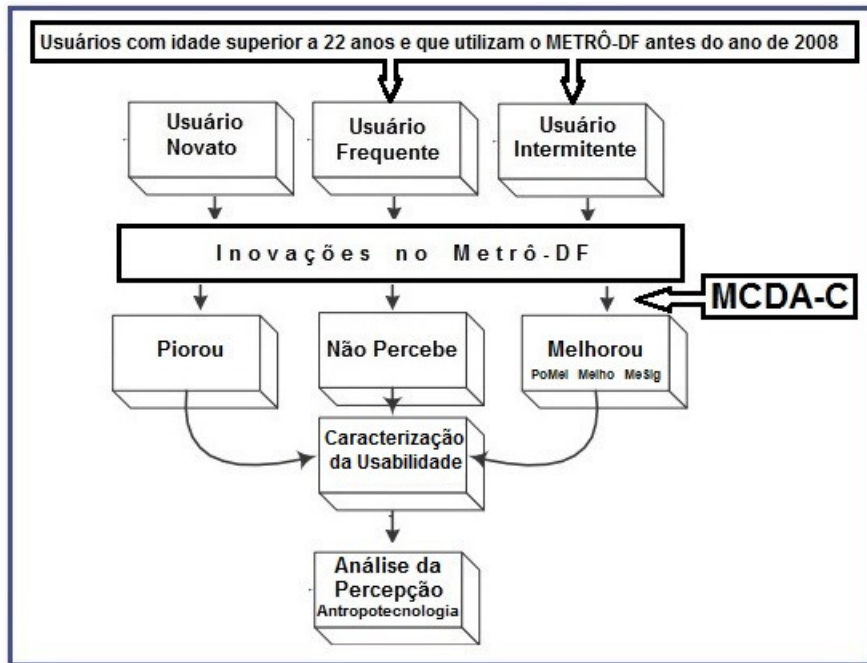 Usuários com idade superior a 22 anos e que utilizam o METRÔ-DF antes do ano de 2008
Usuário
Novato
Usuário
Frequente
Usuário
Intermitente
Inovações no Metrô-DF
MCDA-C
Piorou
Não Percebe
Melhorou
PoMel Melho MeSig
Caracterização
da Usabilidade
Análise da
Percepção
Antropotecnologia